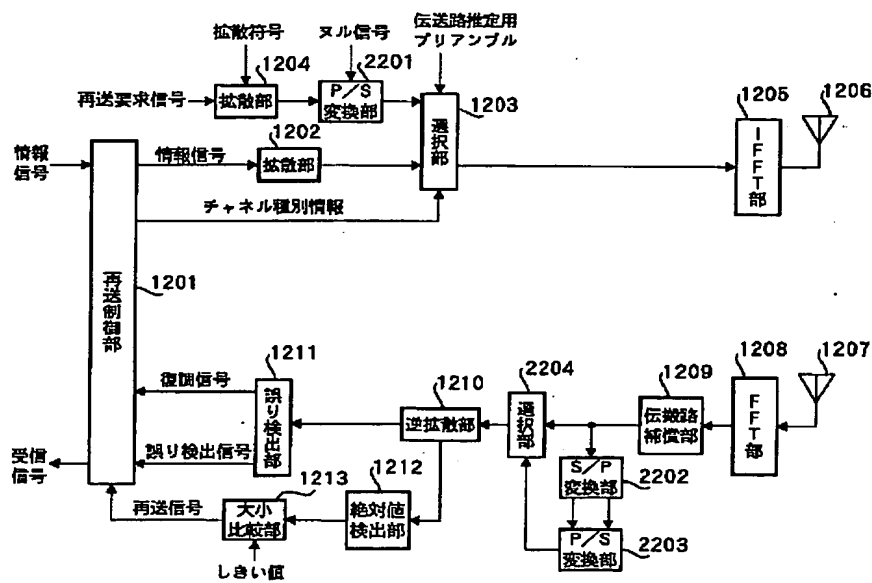 拡散符号
ヌル信号
伝送路推定用
プリアンブル
1204
2201
1203
再送要求信号
拡散部
P/S
変換部
選択部
1202
1205
1206
情報
信号
情報信号
拡散部
IFFT部
チャネル種別情報
再送制御部
1201
1211
復調信号
誤り検出部
1210
2204
1209
1208
1207
逆拡散部
選択部
伝搬路
補償部
FFT部
受信
信号
誤り検出信号
1213
1212
S/P
変換部
2202
再送信号
大小
比較部
絶対値
検出部
P/S
変換部
2203
しきい値